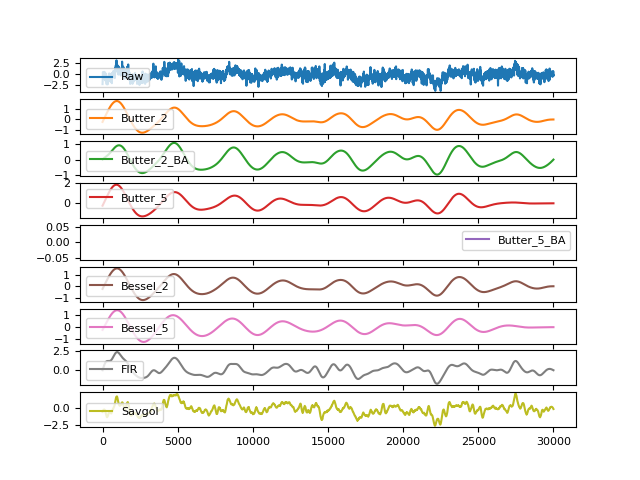 2.5
0.0
−2.5
Raw
1
0
−1
Butter_2
1
0
−1
Butter_2_BA
2
0
Butter_5
0.05
0.00
−0.05
Butter_5_BA
1
0
−1
Bessel_2
1
0
−1
Bessel_5
2.5
0.0
FIR
0.0
−2.5
Savgol
0 5000 10000 15000 20000 25000 30000